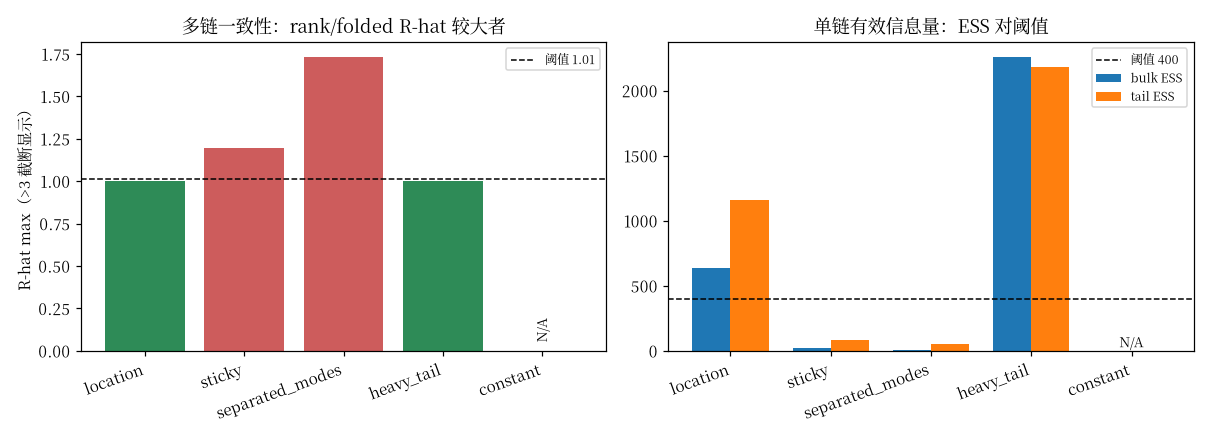 多链一致性：rank/folded R-hat 较大者
R-hat max（>3 截断显示）
1.75
1.50
1.25
1.00
0.75
0.50
0.25
0.00
阈值 1.01
N/A
location
sticky
separated_modes
heavy_tail
constant
单链有效信息量：ESS 对阈值
2000
1500
1000
500
0
阈值 400
bulk ESS
tail ESS
N/A
location
sticky
separated_modes
heavy_tail
constant